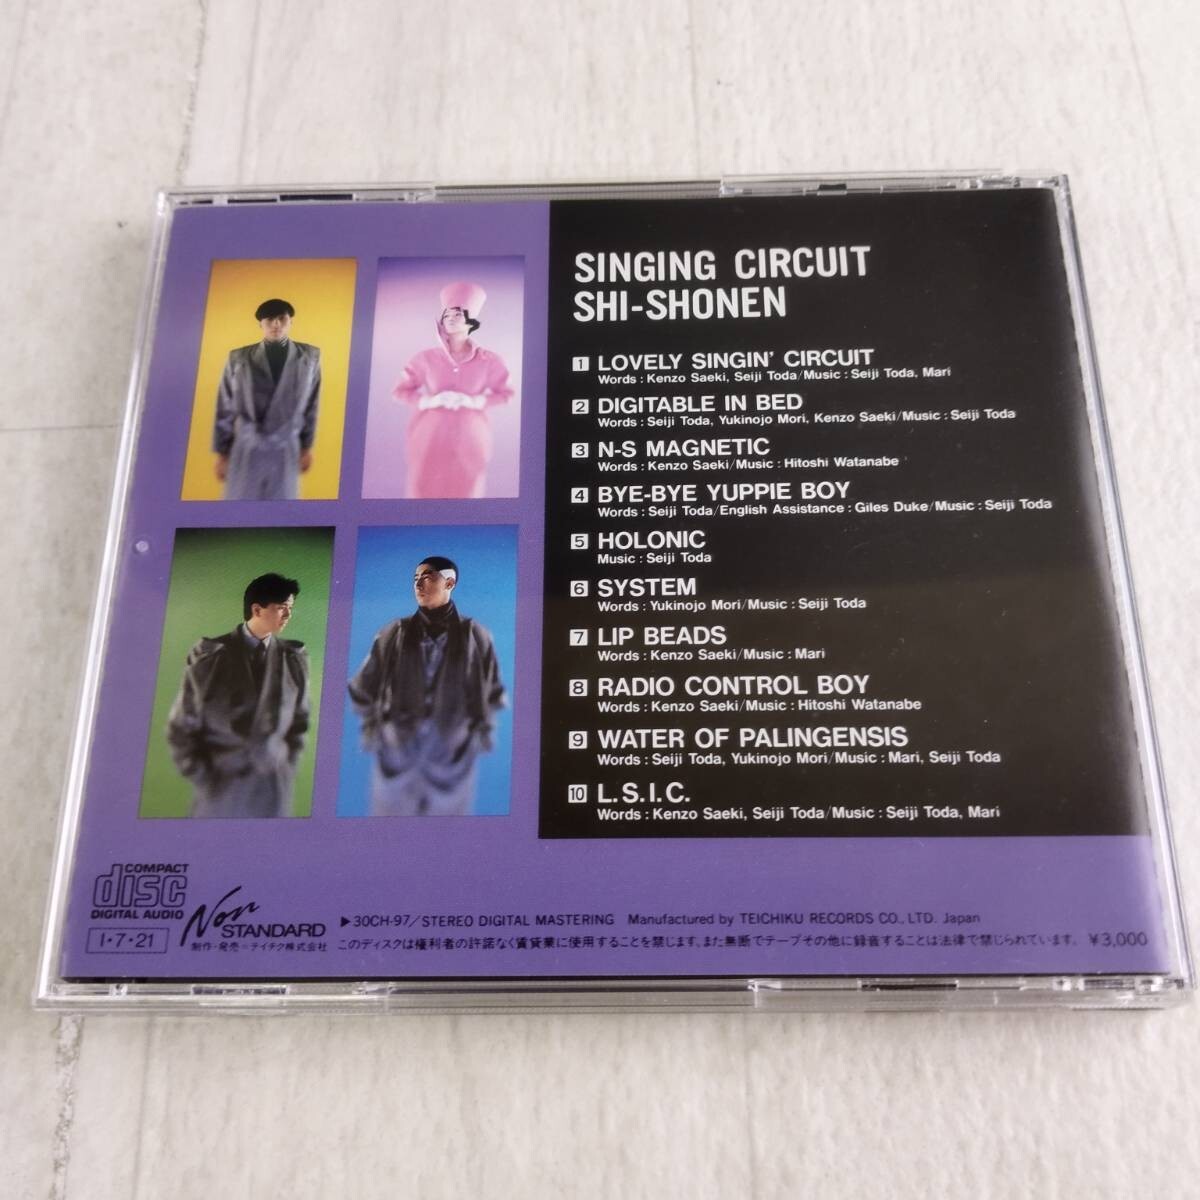 SINGING CIRCUIT
SHI-SHONEN
1 LOVELY SINGIN' CIRCUIT
Words : Kenzo Saeki, Seiji Toda/Music : Seiji Toda, Mari
2 DIGITABLE IN BED
Words : Seiji Toda, Yukinojo Mori, Kenzo Saeki/Music : Seiji Toda
3 N-S MAGNETIC
Words : Kenzo Saeki/Music : Hitoshi Watanabe
4 BYE-BYE YUPPIE BOY
Words : Seiji Toda/English Assistance : Giles Duke/Music : Seiji Toda
5 HOLONIC
Music : Seiji Toda
6 SYSTEM
Words : Yukinojo Mori/Music : Seiji Toda
7 LIP BEADS
Words : Kenzo Saeki/Music : Mari
8 RADIO CONTROL BOY
Words : Kenzo Saeki/Music : Hitoshi Watanabe
9 WATER OF PALINGENSIS
Words : Seiji Toda, Yukinojo Mori/Music : Mari, Seiji Toda
10 L.S.I.C.
Words : Kenzo Saeki, Seiji Toda/Music : Seiji Toda, Mari
COMPACT
disc
DIGITAL AUDIO
I・7・21
Non
STANDARD
制作・発売=テイチク株式会社
▶30CH-97/STEREO DIGITAL MASTERING Manufactured by TEICHIKU RECORDS CO., LTD. Japan
このディスクは権利者の許諾なく賃貸業に使用することを禁じます。また無断でテープその他に録音することは法律で禁じられています。 ¥3,000